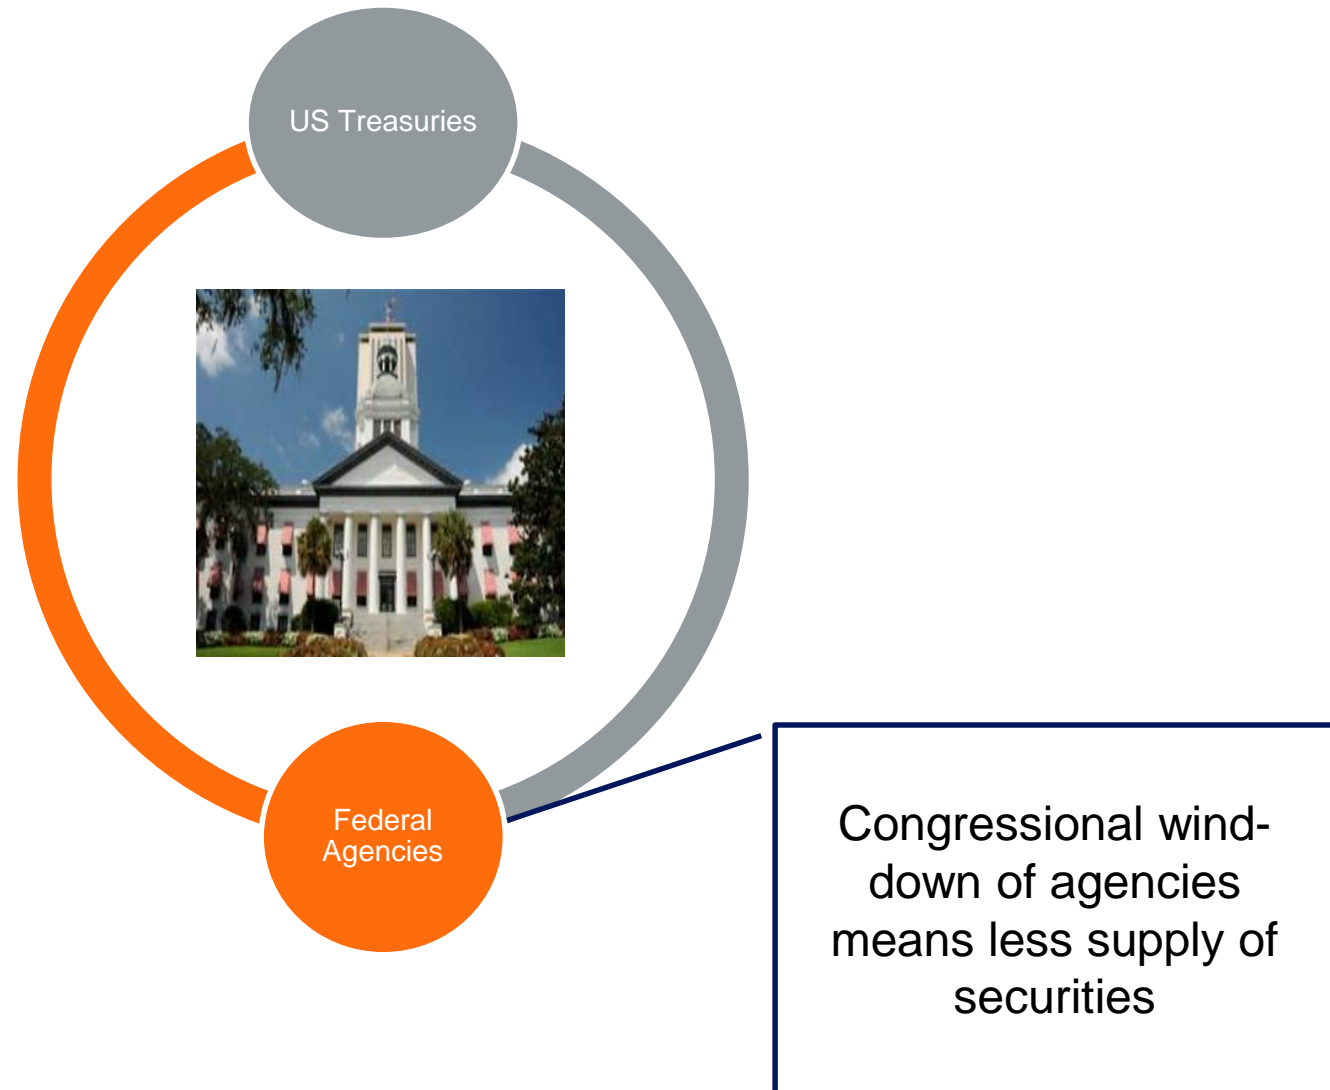 US Treasuries
Federal
Agencies
Congressional wind-
down of agencies
means less supply of
securities